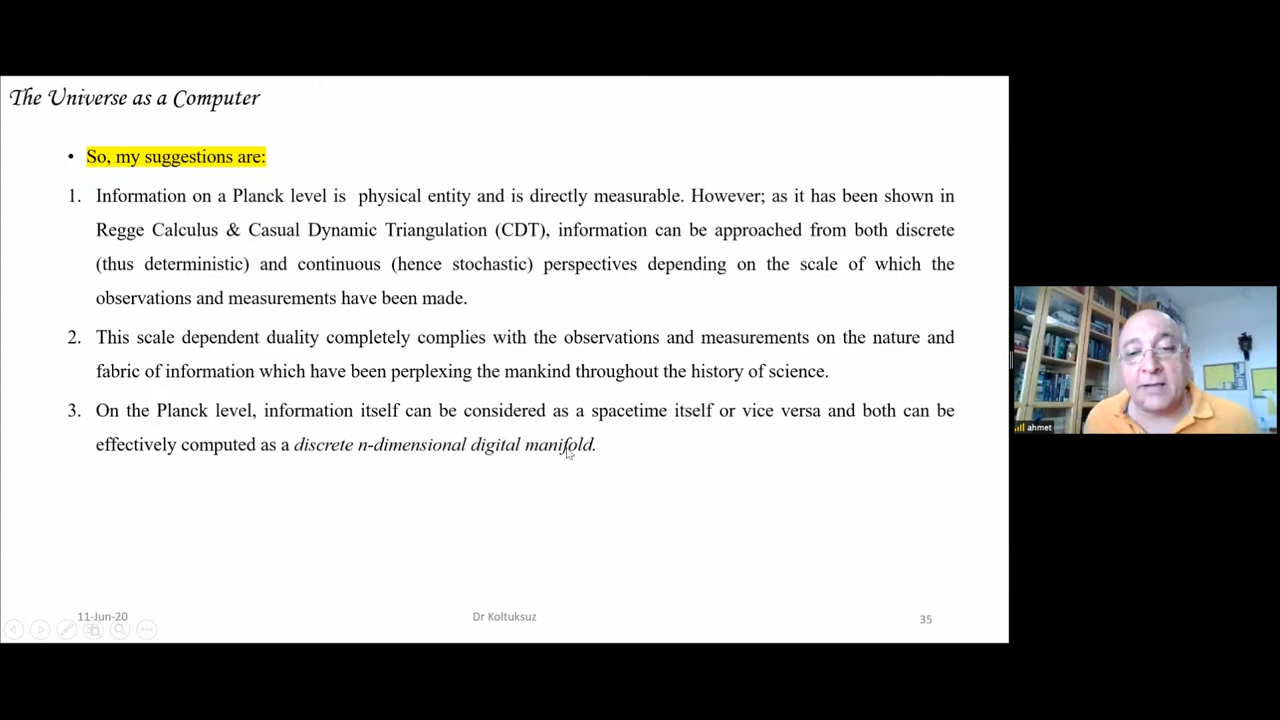 The Universe as a Computer
• So, my suggestions are:
1. Information on a Planck level is physical entity and is directly measurable. However; as it has been shown in
Regge Calculus & Casual Dynamic Triangulation (CDT), information can be approached from both discrete
(thus deterministic) and continuous (hence stochastic) perspectives depending on the scale of which the
observations and measurements have been made.
2. This scale dependent duality completely complies with the observations and measurements on the nature and
fabric of information which have been perplexing the mankind throughout the history of science.
3. On the Planck level, information itself can be considered as a spacetime itself or vice versa and both can be
effectively computed as a discrete n-dimensional digital manifold.
ahmet
11-Jun-20
Dr Koltuksuz
35